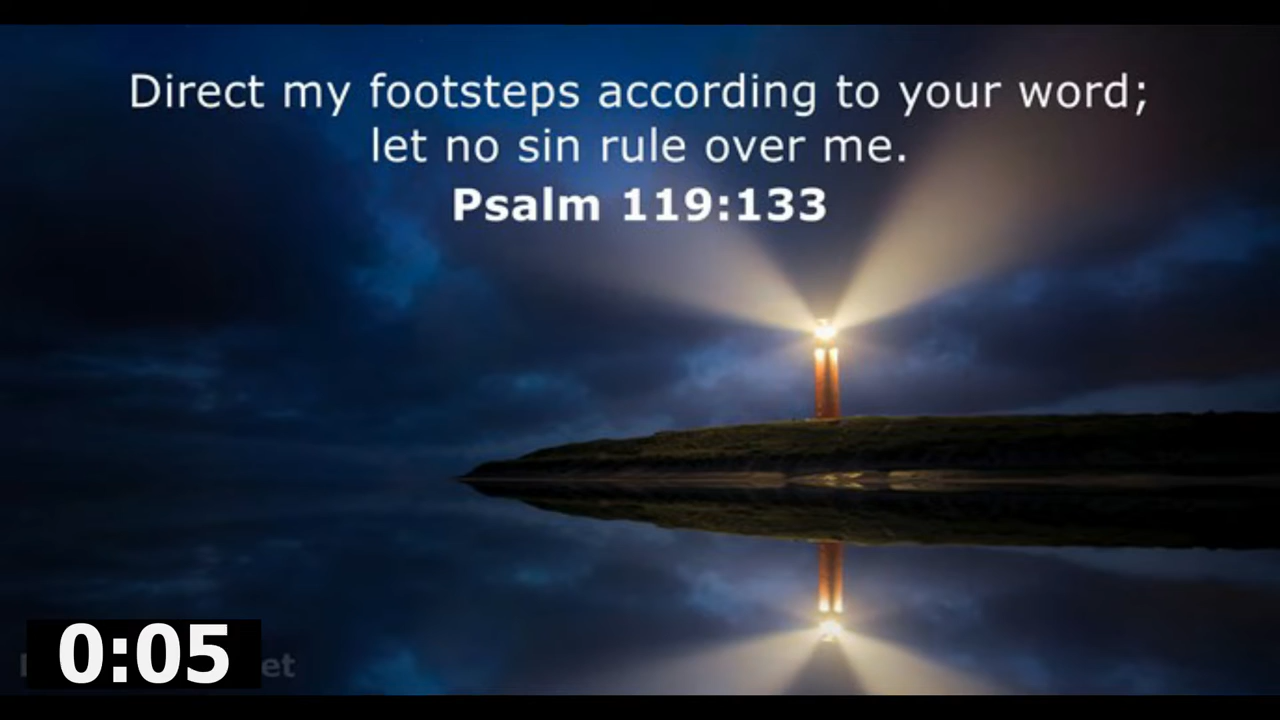 Direct my footsteps according to your word;
let no sin rule over me.
Psalm 119:133
0:05